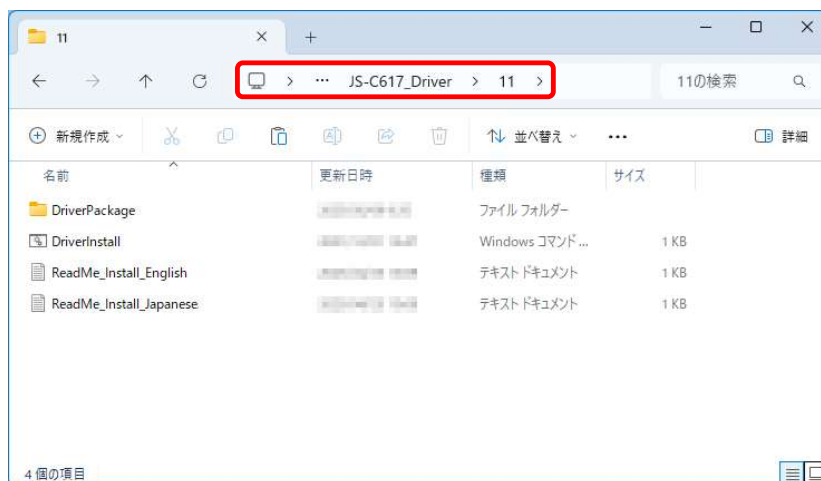 11
JS-C617_Driver 11 11の検索
新規作成 並べ替え 詳細
名前 更新日時 種類 サイズ
DriverPackage ファイル フォルダー
DriverInstall Windows コマンド ... 1 KB
ReadMe_Install_English テキスト ドキュメント 1 KB
ReadMe_Install_Japanese テキスト ドキュメント 1 KB
4 個の項目